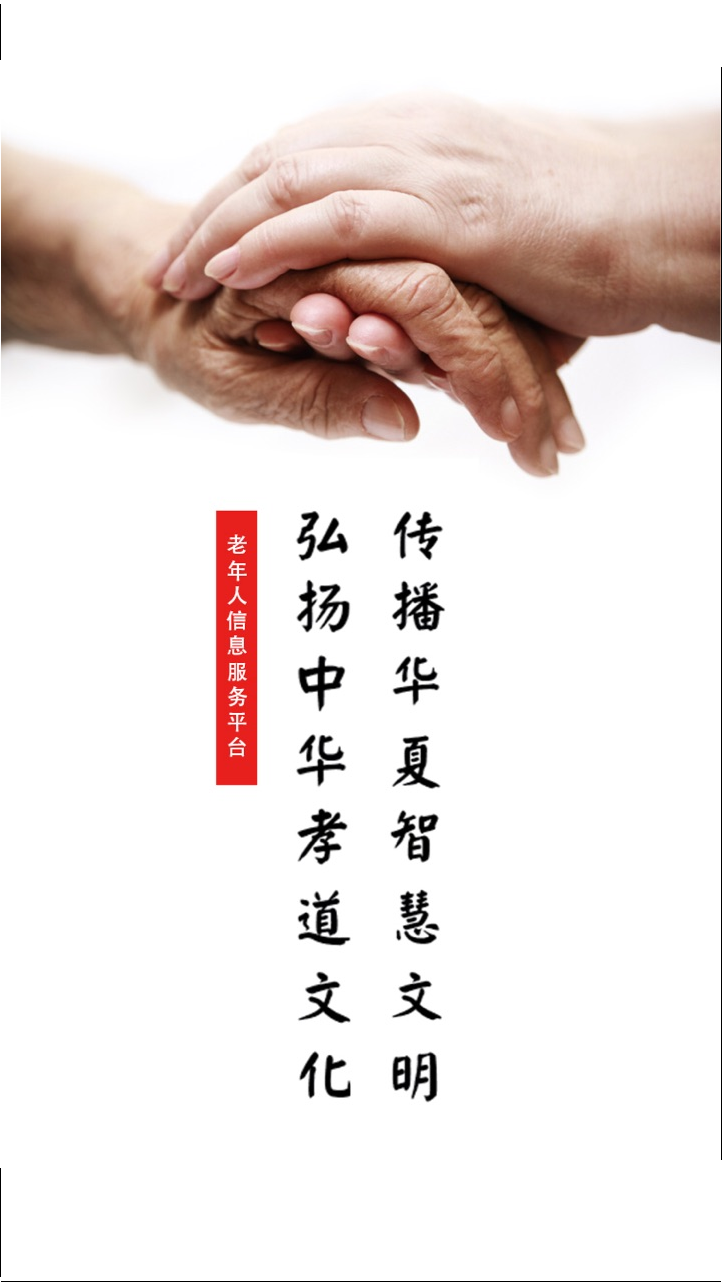 传播华夏智慧文明
弘扬中华孝道文化
老年人信息服务平台